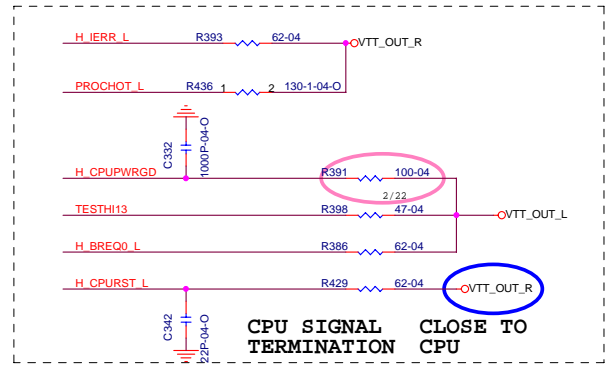 H_IERR_L R393 62-04 VTT_OUT_R
PROCHOT_L R436 1 2 130-1-04-O
C332 1000P-04-O
H_CPUPWRGD R391 100-04
2/22
TESTHI13 R398 47-04 VTT_OUT_L
H_BREQ0_L R386 62-04
H_CPURST_L R429 62-04 VTT_OUT_R
C342 22P-04-O
CPU SIGNAL CLOSE TO
TERMINATION CPU